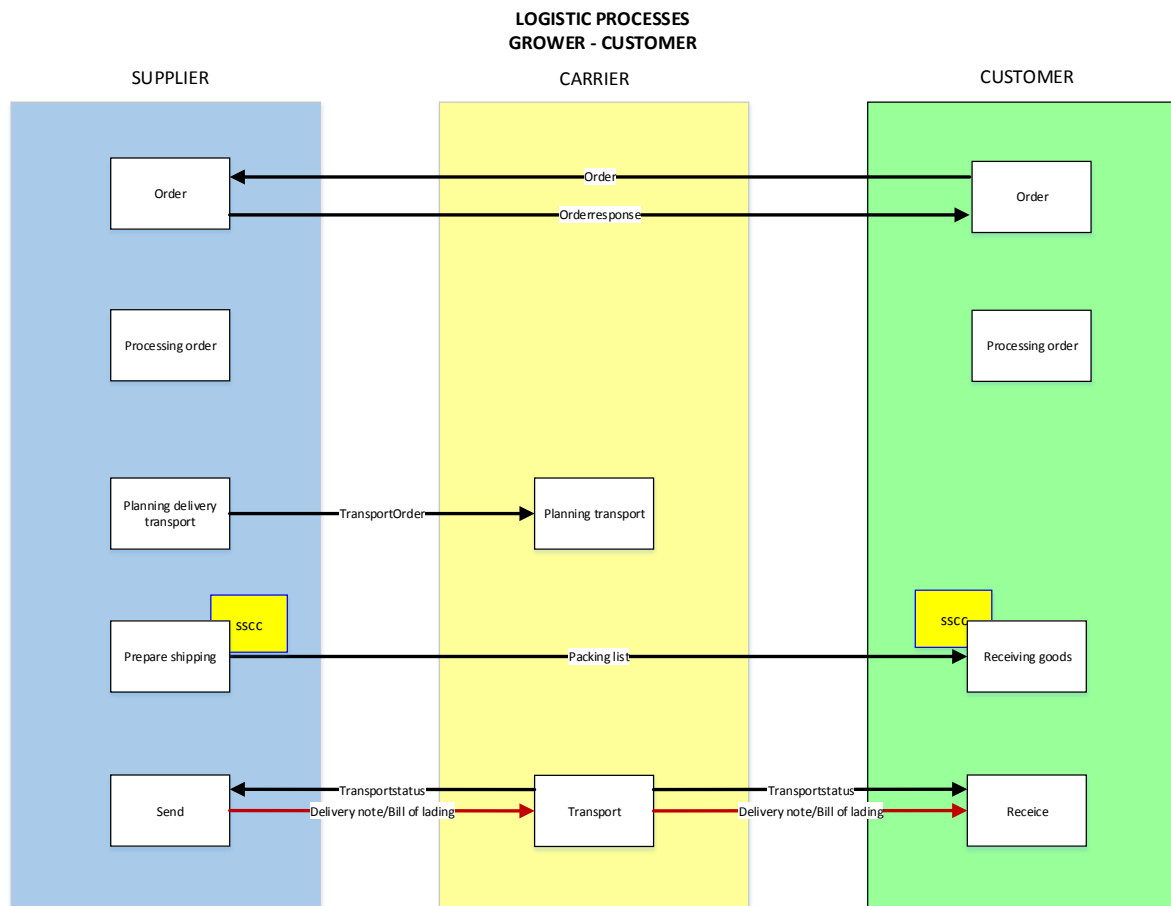 LOGISTIC PROCESSES
GROWER - CUSTOMER
SUPPLIER
CARRIER
CUSTOMER
Order
Order
Order
Orderresponse
Processing order
Processing order
Planning delivery
transport
TransportOrder
Planning transport
sscc
sscc
Prepare shipping
Packing list
Receiving goods
Send
Transportstatus
Delivery note/Bill of lading
Transport
Transportstatus
Delivery note/Bill of lading
Receice